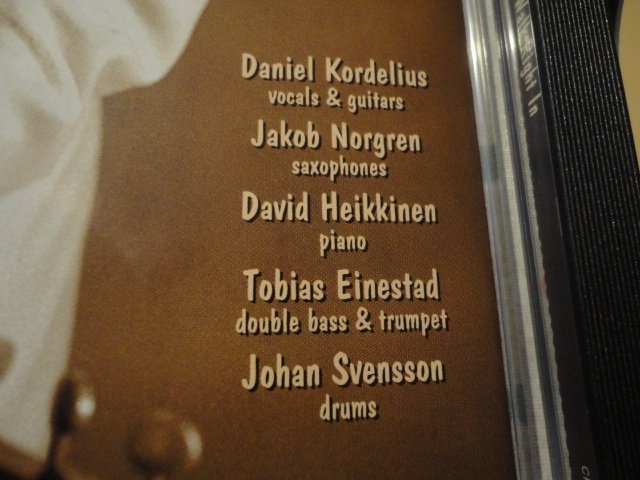 Daniel Kordelius
vocals & guitars
Jakob Norgren
saxophones
David Heikkinen
piano
Tobias Einestad
double bass & trumpet
Johan Svensson
drums